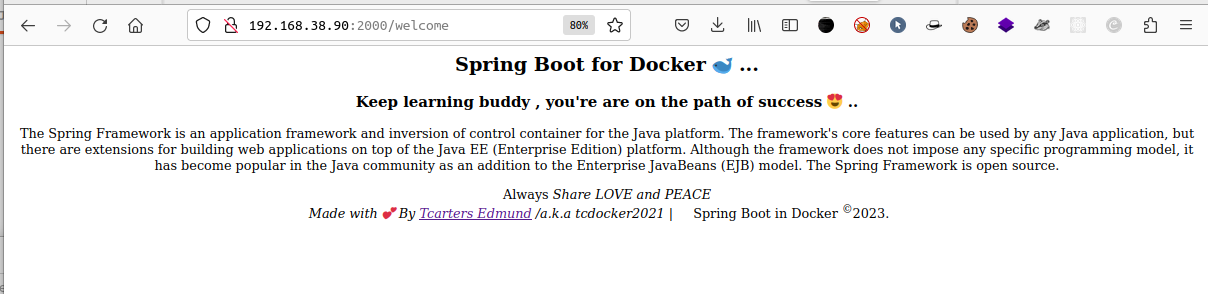 192.168.38.90:2000/welcome
80%
Spring Boot for Docker 🐳 ...
Keep learning buddy , you're are on the path of success 😍 ..
The Spring Framework is an application framework and inversion of control container for the Java platform. The framework's core features can be used by any Java application, but
there are extensions for building web applications on top of the Java EE (Enterprise Edition) platform. Although the framework does not impose any specific programming model, it
has become popular in the Java community as an addition to the Enterprise JavaBeans (EJB) model. The Spring Framework is open source.
Always Share LOVE and PEACE
Made with 💕 By Tcarters Edmund /a.k.a tcdocker2021 | Spring Boot in Docker ©2023.